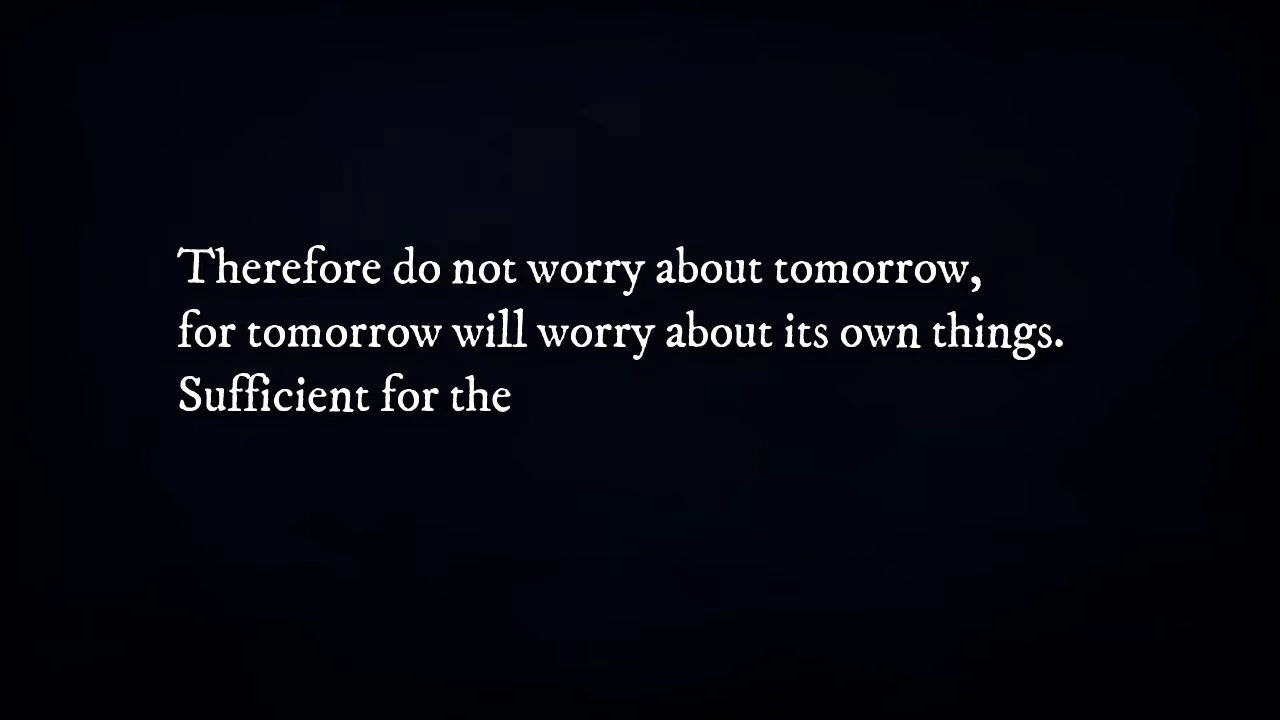 Therefore do not worry about tomorrow,
for tomorrow will worry about its own things.
Sufficient for the